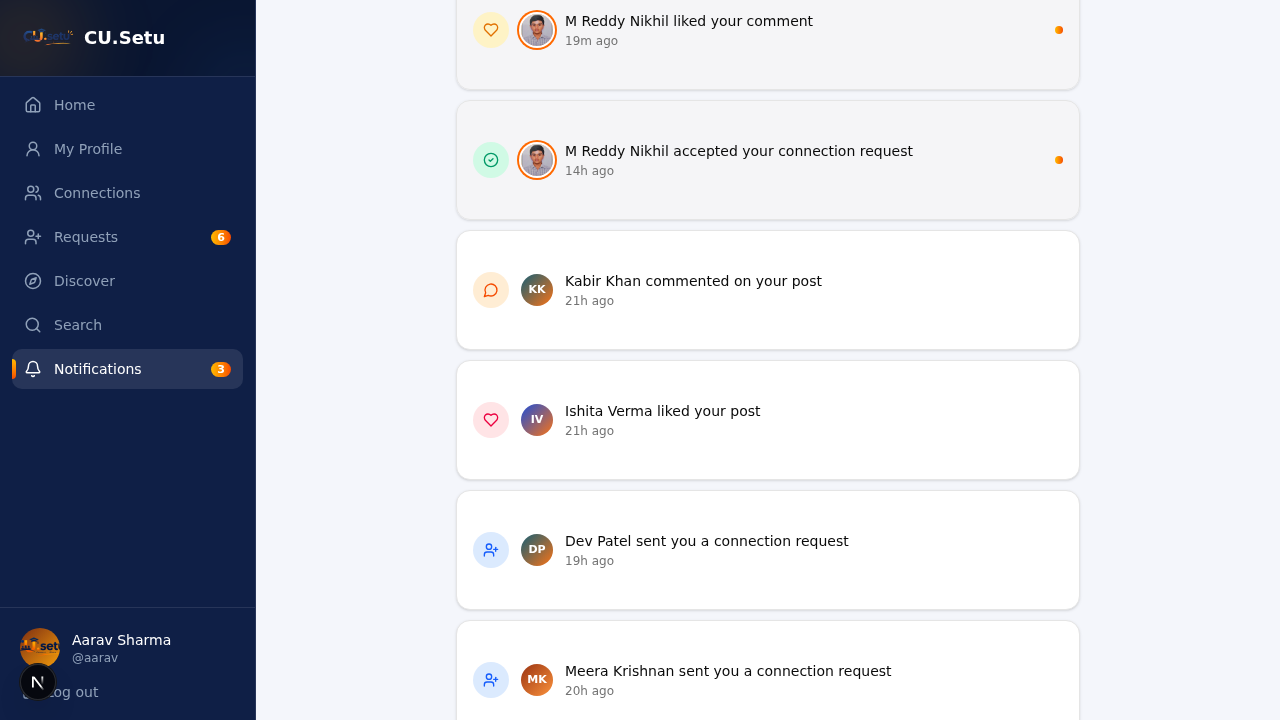 CU.setu
CU.Setu
Home
My Profile
Connections
Requests
6
Discover
Search
Notifications
3
setu
Aarav Sharma
@aarav
N
og out
M Reddy Nikhil liked your comment
19m ago
M Reddy Nikhil accepted your connection request
14h ago
KK
Kabir Khan commented on your post
21h ago
IV
Ishita Verma liked your post
21h ago
DP
Dev Patel sent you a connection request
19h ago
MK
Meera Krishnan sent you a connection request
20h ago